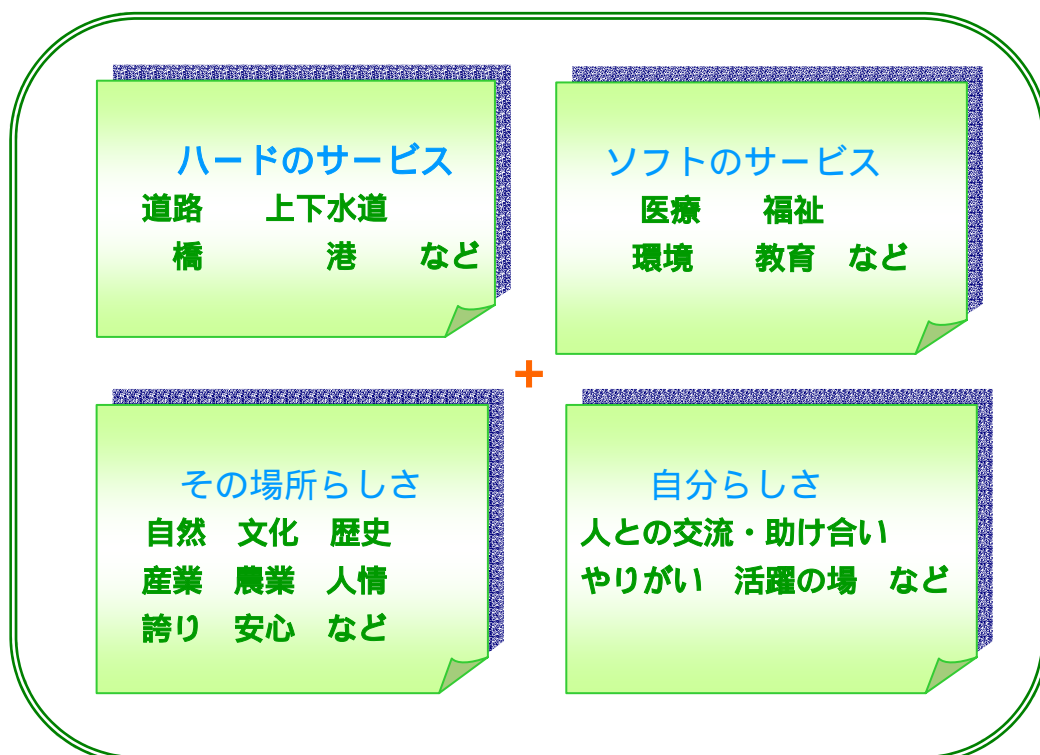 ハードのサービス
道路　上下水道
橋　港　など
ソフトのサービス
医療　福祉
環境　教育　など
+
その場所らしさ
自然　文化　歴史
産業　農業　人情
誇り　安心　など
自分らしさ
人との交流・助け合い
やりがい　活躍の場　など